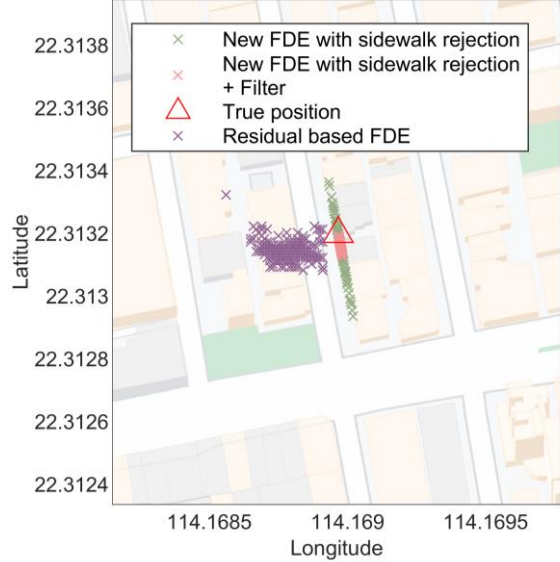 22.3138
22.3136
22.3134
22.3132
22.313
22.3128
22.3126
22.3124
Latitude
New FDE with sidewalk rejection
New FDE with sidewalk rejection
+ Filter
True position
Residual based FDE
114.1685
114.169
114.1695
Longitude